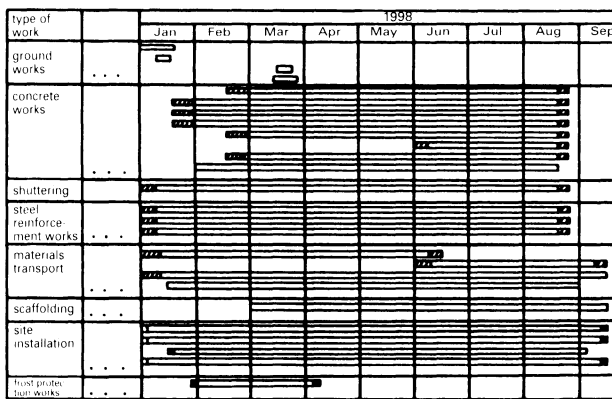 type of work 1998
Jan Feb Mar Apr May Jun Jul Aug Sep
ground works . . .
concrete works . . .
shuttering
steel reinforce- ment works . . .
materials transport . . .
scaffolding
site installation . . .
frost protec tion works . . .